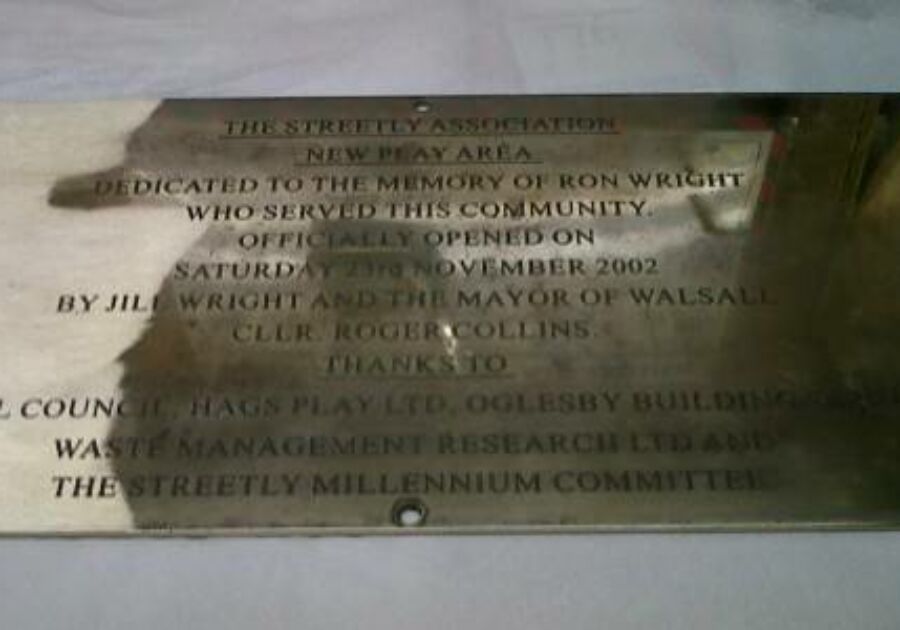 THE STREETLY ASSOCIATION
NEW PLAY AREA
DEDICATED TO THE MEMORY OF RON WRIGHT
WHO SERVED THIS COMMUNITY.
OFFICIALLY OPENED ON
SATURDAY 23rd NOVEMBER 2002
BY JILL WRIGHT AND THE MAYOR OF WALSALL
CLLR. ROGER COLLINS.
THANKS TO
L COUNCIL, HAGS PLAY LTD, OGLESBY BUILDING
WASTE MANAGEMENT RESEARCH LTD AND
THE STREETLY MILLENNIUM COMMITTEE